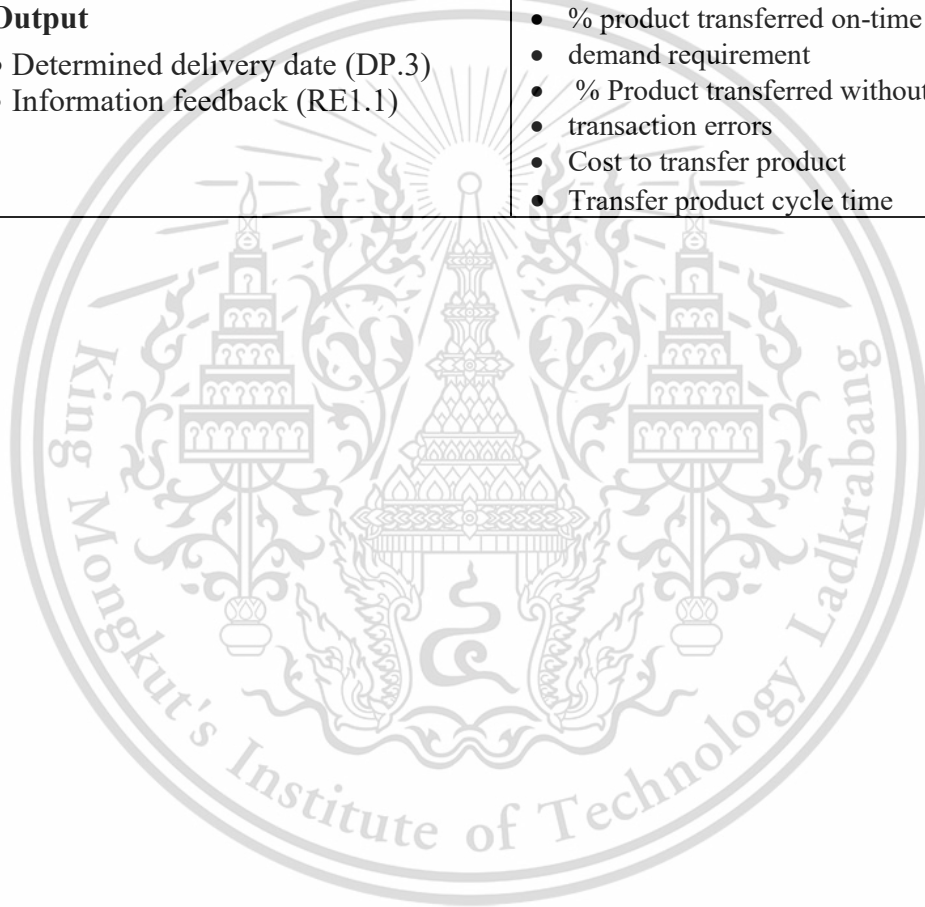 Output
• Determined delivery date (DP.3)
• Information feedback (RE1.1)
• % product transferred on-time
• demand requirement
• % Product transferred without
• transaction errors
• Cost to transfer product
• Transfer product cycle time
King Mongkut's Institute of Technology Ladkrabang